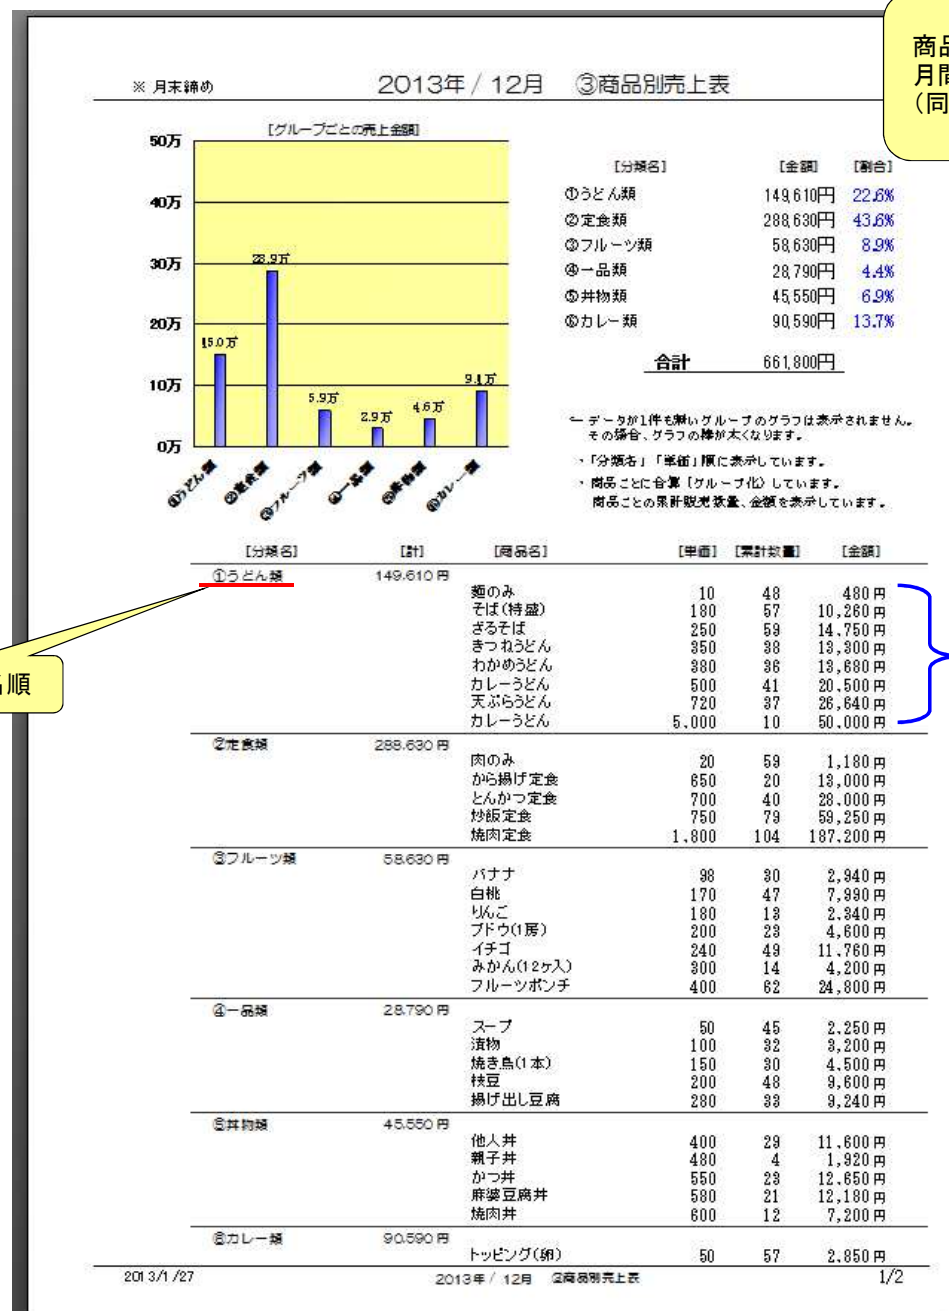 商品
月間
（同
※ 月末締め
2013年 / 12月　③商品別売上表
[グループごとの売上金額]
50万
40万
30万
20万
10万
0万
15.0万
28.9万
5.9万
2.9万
4.6万
9.1万
①うどん類
②定食類
③フルーツ類
④一品類
⑤丼物類
⑥カレー類
[分類名] [金額] [割合]
①うどん類 149,610円 22.6%
②定食類 288,630円 43.6%
③フルーツ類 58,630円 8.9%
④一品類 28,790円 4.4%
⑤丼物類 45,550円 6.9%
⑥カレー類 90,590円 13.7%
合計 661,800円
← データが1件も無いグループのグラフは表示されません。
その場合、グラフの棒が太くなります。
・「分類名」「単価」順に表示しています。
・ 商品ごとに合算【グループ化】しています。
商品ごとの累計販売数量、金額を表示しています。
[分類名] [計] [商品名] [単価] [累計数量] [金額]
①うどん類 149,610円
麺のみ 10 48 480円
そば(特盛) 180 57 10,260円
ざるそば 250 59 14,750円
きつねうどん 350 38 13,300円
わかめうどん 380 36 13,680円
カレーうどん 500 41 20,500円
天ぷらうどん 720 37 26,640円
カレーうどん 5,000 10 50,000円
名順
②定食類 288,630円
肉のみ 20 59 1,180円
から揚げ定食 650 20 13,000円
とんかつ定食 700 40 28,000円
炒飯定食 750 79 59,250円
焼肉定食 1,800 104 187,200円
③フルーツ類 58,630円
バナナ 98 30 2,940円
白桃 170 47 7,990円
りんご 180 13 2,340円
ブドウ(1房) 200 23 4,600円
イチゴ 240 49 11,760円
みかん(12ヶ入) 300 14 4,200円
フルーツポンチ 400 62 24,800円
④一品類 28,790円
スープ 50 45 2,250円
漬物 100 32 3,200円
焼き鳥(1本) 150 30 4,500円
枝豆 200 48 9,600円
揚げ出し豆腐 280 33 9,240円
⑤丼物類 45,550円
他人丼 400 29 11,600円
親子丼 480 4 1,920円
かつ丼 550 23 12,650円
麻婆豆腐丼 580 21 12,180円
焼肉丼 600 12 7,200円
⑥カレー類 90,590円
トッピング(卵) 50 57 2,850円
2013/1/27 2013年 / 12月 ③商品別売上表 1/2